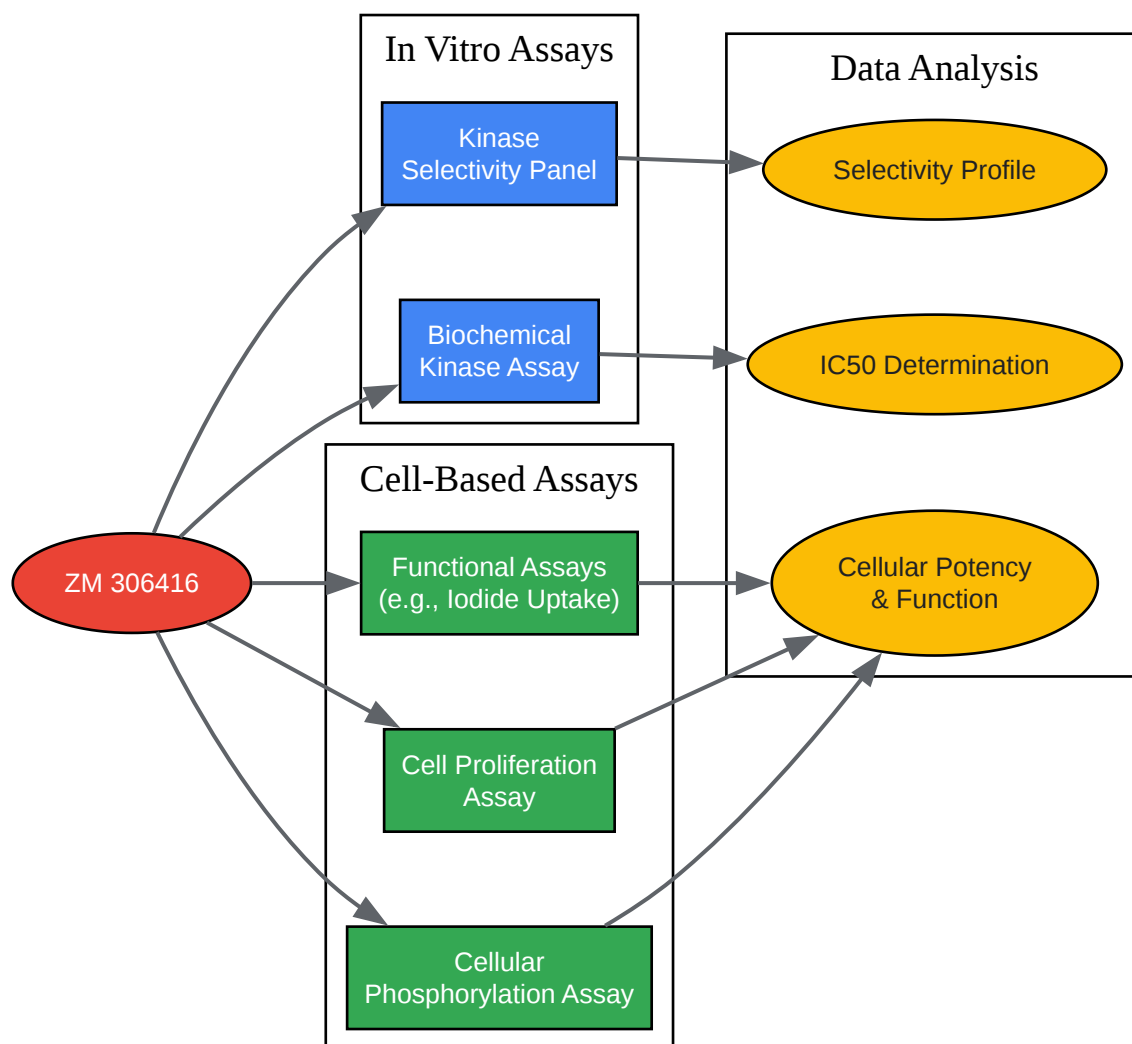 In Vitro Assays
Kinase
Selectivity Panel
Biochemical
Kinase Assay
Data Analysis
Selectivity Profile
IC50 Determination
Cellular Potency
& Function
ZM 306416
Cell-Based Assays
Functional Assays
(e.g., Iodide Uptake)
Cell Proliferation
Assay
Cellular
Phosphorylation Assay